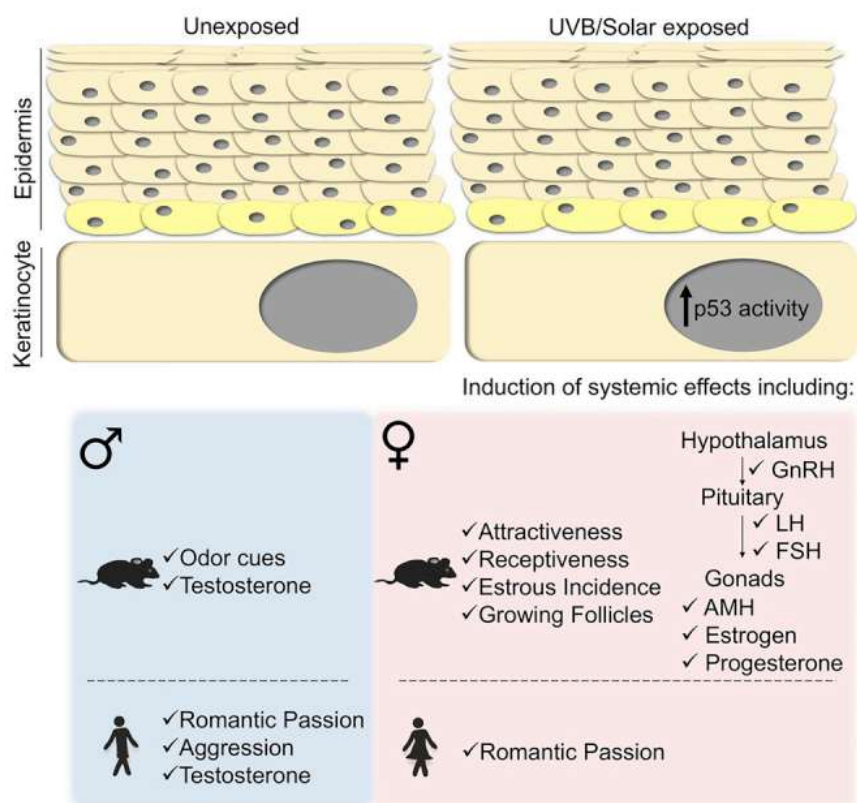 Unexposed
UVB/Solar exposed
Epidermis
Keratinocyte
p53 activity
Induction of systemic effects including:
♂
✓Odor cues
✓Testosterone
✓Romantic Passion
✓Aggression
✓Testosterone
♀
✓Attractiveness
✓Receptiveness
✓Estrous Incidence
✓Growing Follicles
Hypothalamus
✓ GnRH
Pituitary
✓ LH
✓ FSH
Gonads
✓ AMH
✓ Estrogen
✓ Progesterone
✓Romantic Passion